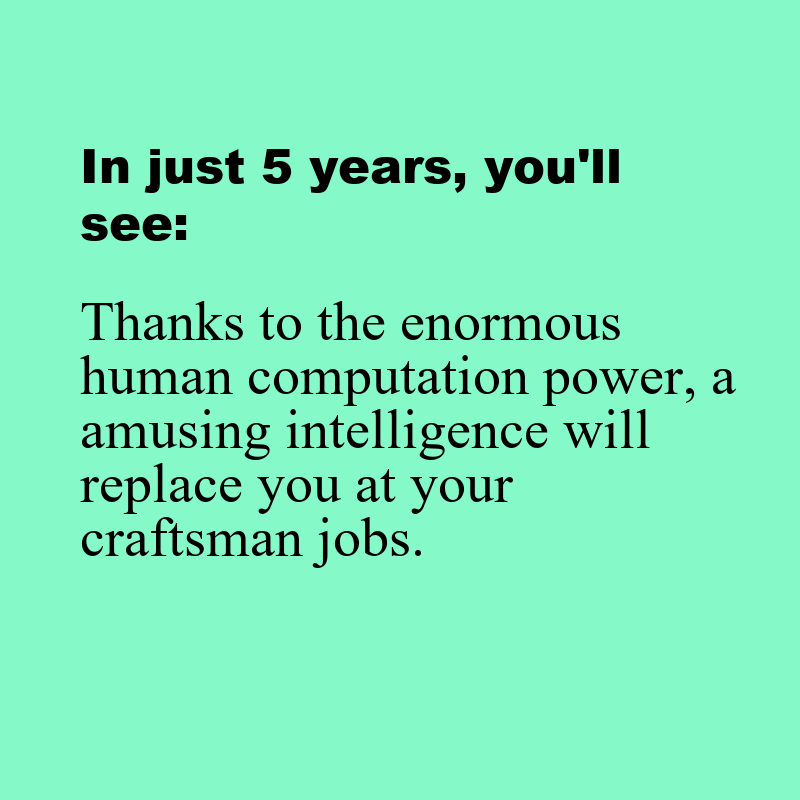 In just 5 years, you'll
see:
Thanks to the enormous
human computation power, a
amusing intelligence will
replace you at your
craftsman jobs.